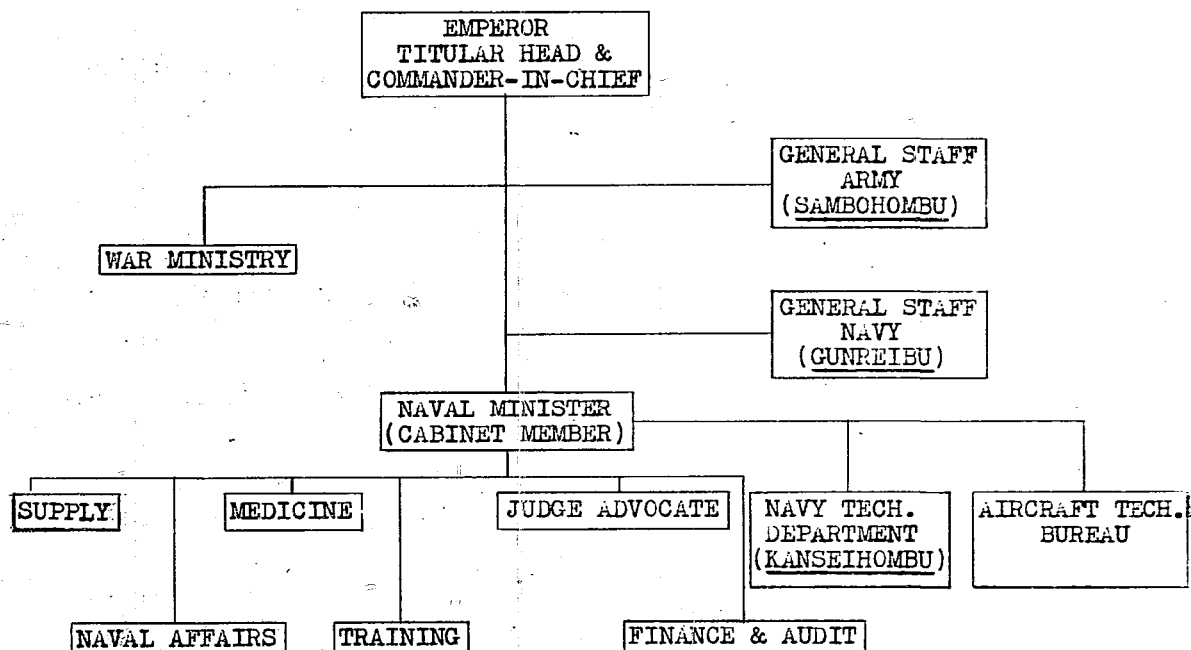 EMPEROR
TITULAR HEAD &
COMMANDER-IN-CHIEF
GENERAL STAFF
ARMY
(SAMBOHOMBU)
WAR MINISTRY
GENERAL STAFF
NAVY
(GUNREIBU)
NAVAL MINISTER
(CABINET MEMBER)
SUPPLY
MEDICINE
JUDGE ADVOCATE
NAVY TECH.
DEPARTMENT
(KANSEIHOMBU)
AIRCRAFT TECH.
BUREAU
NAVAL AFFAIRS
TRAINING
FINANCE & AUDIT